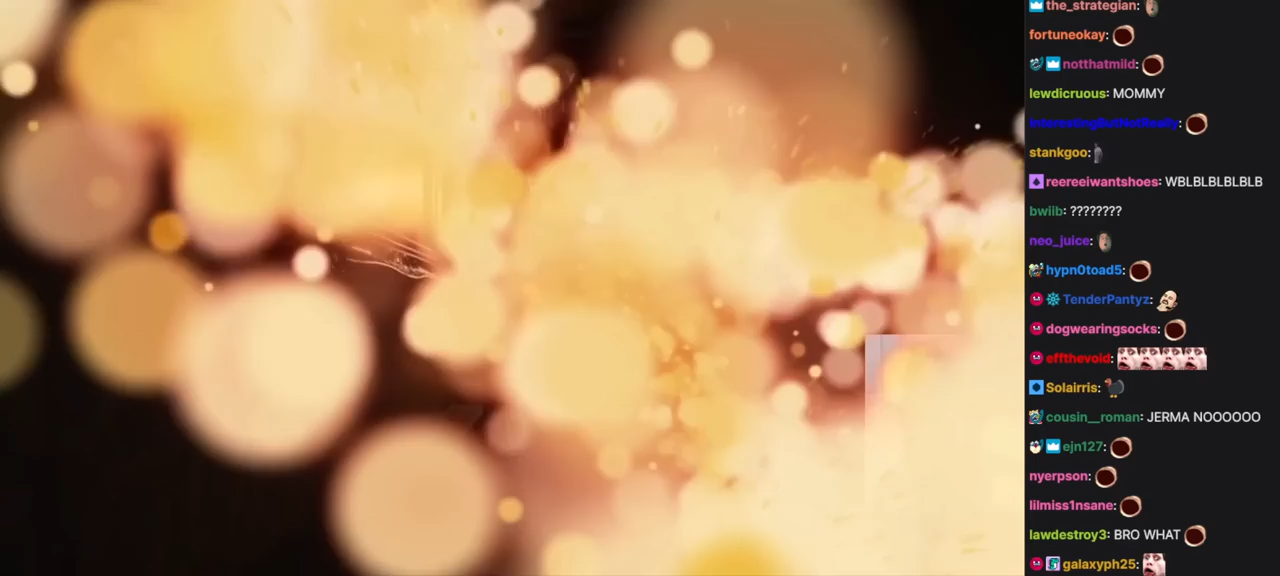 the_strategian:
fortuneokay:
notthatmild:
lewdicruous: MOMMY
InterestingButNotReally:
stankgoo:
reereeiwantshoes: WBLBLBLBLBLB
bwiib: ????????
neo_juice:
hypn0toad5:
TenderPantyz:
dogwearingsocks:
effthevoid:
Solairris:
cousin__roman: JERMA NOOOOOO
ejn127:
nyerpson:
lilmiss1nsane:
lawdestroy3: BRO WHAT
galaxyph25: